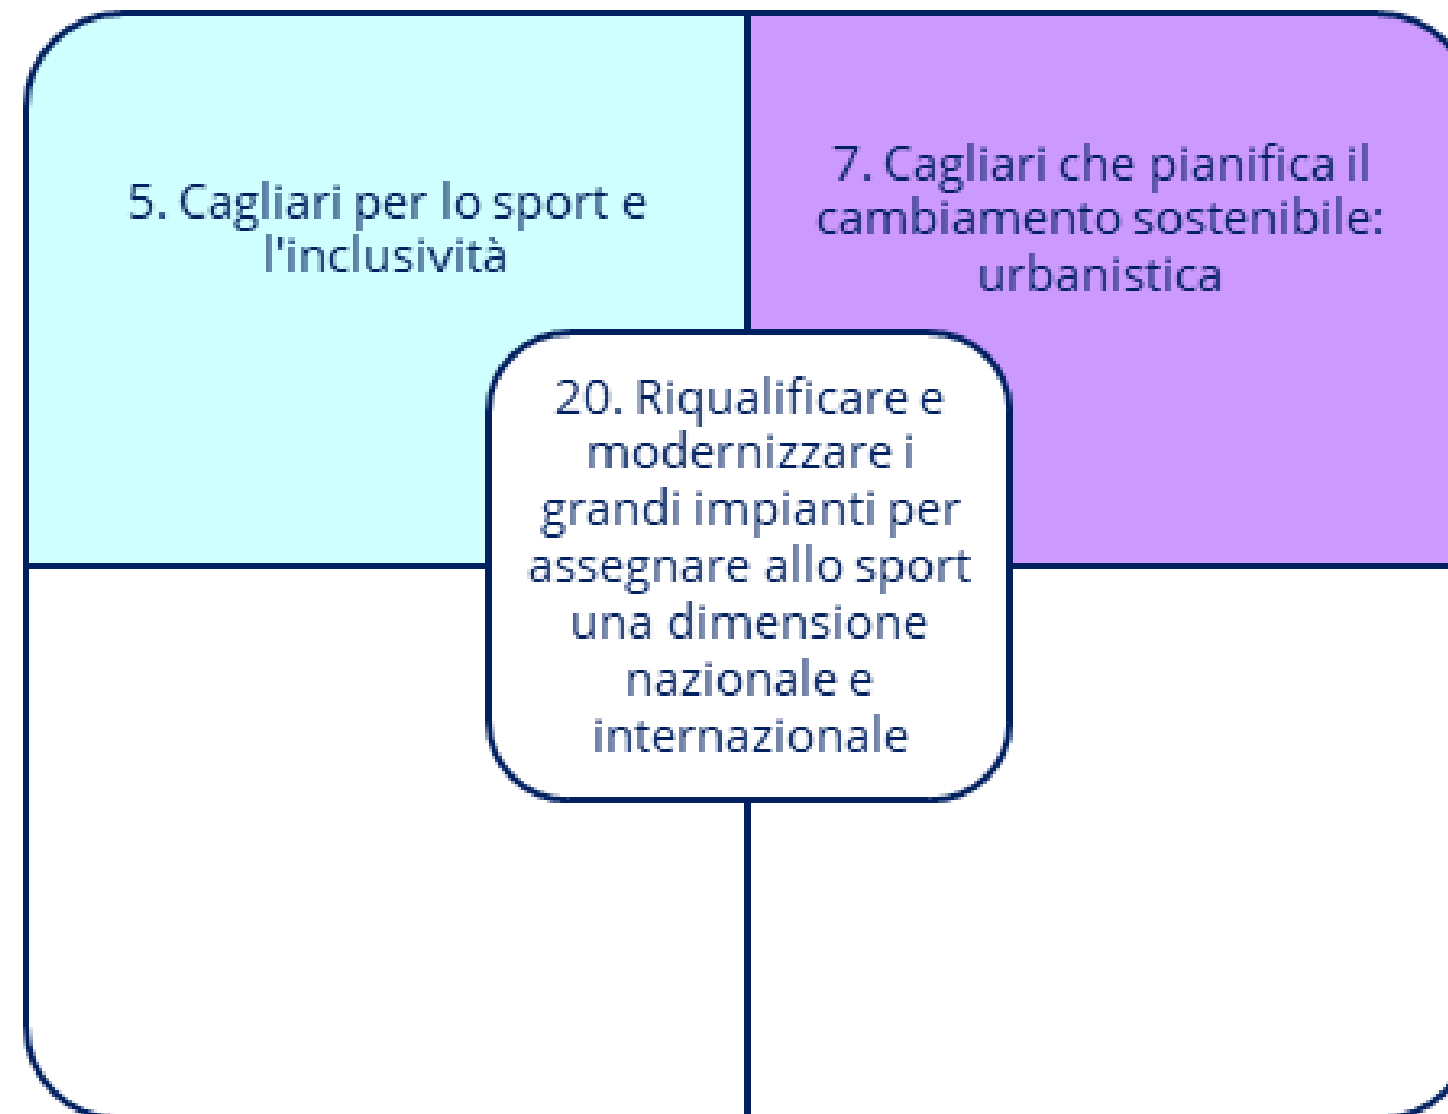 5. Cagliari per lo sport e
l'inclusività
7. Cagliari che pianifica il
cambiamento sostenibile:
urbanistica
20. Riqualificare e
modernizzare i
grandi impianti per
assegnare allo sport
una dimensione
nazionale e
internazionale